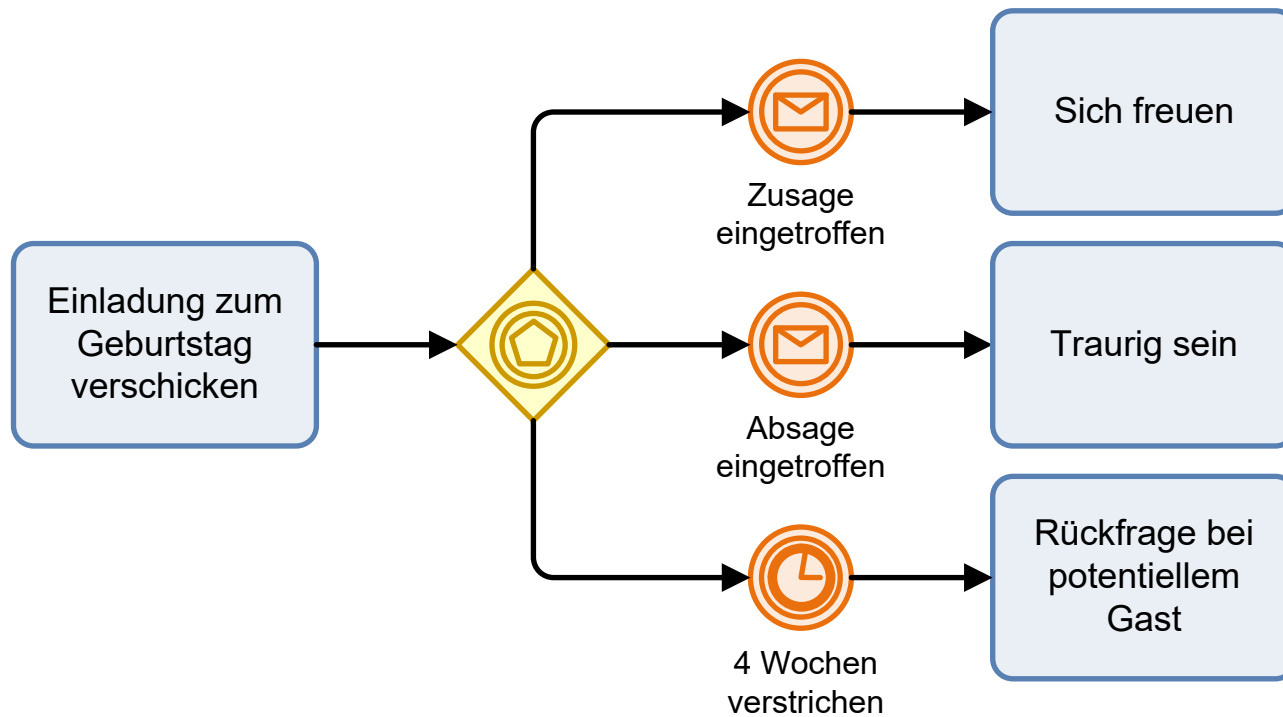 Sich freuen
Zusage
eingetroffen
Einladung zum
Geburtstag
verschicken
Traurig sein
Absage
eingetroffen
Rückfrage bei
potentiellem
Gast
4 Wochen
verstrichen